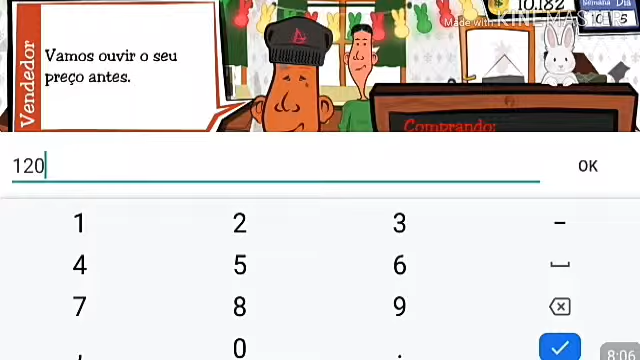 Vendedor
Vamos ouvir o seu
preço antes.
$ 10.182
Made with KINEMASTER
Semana Dia
10 5
Comprando:
120
OK
1 2 3 -
4 5 6
7 8 9
, 0 .
8:06